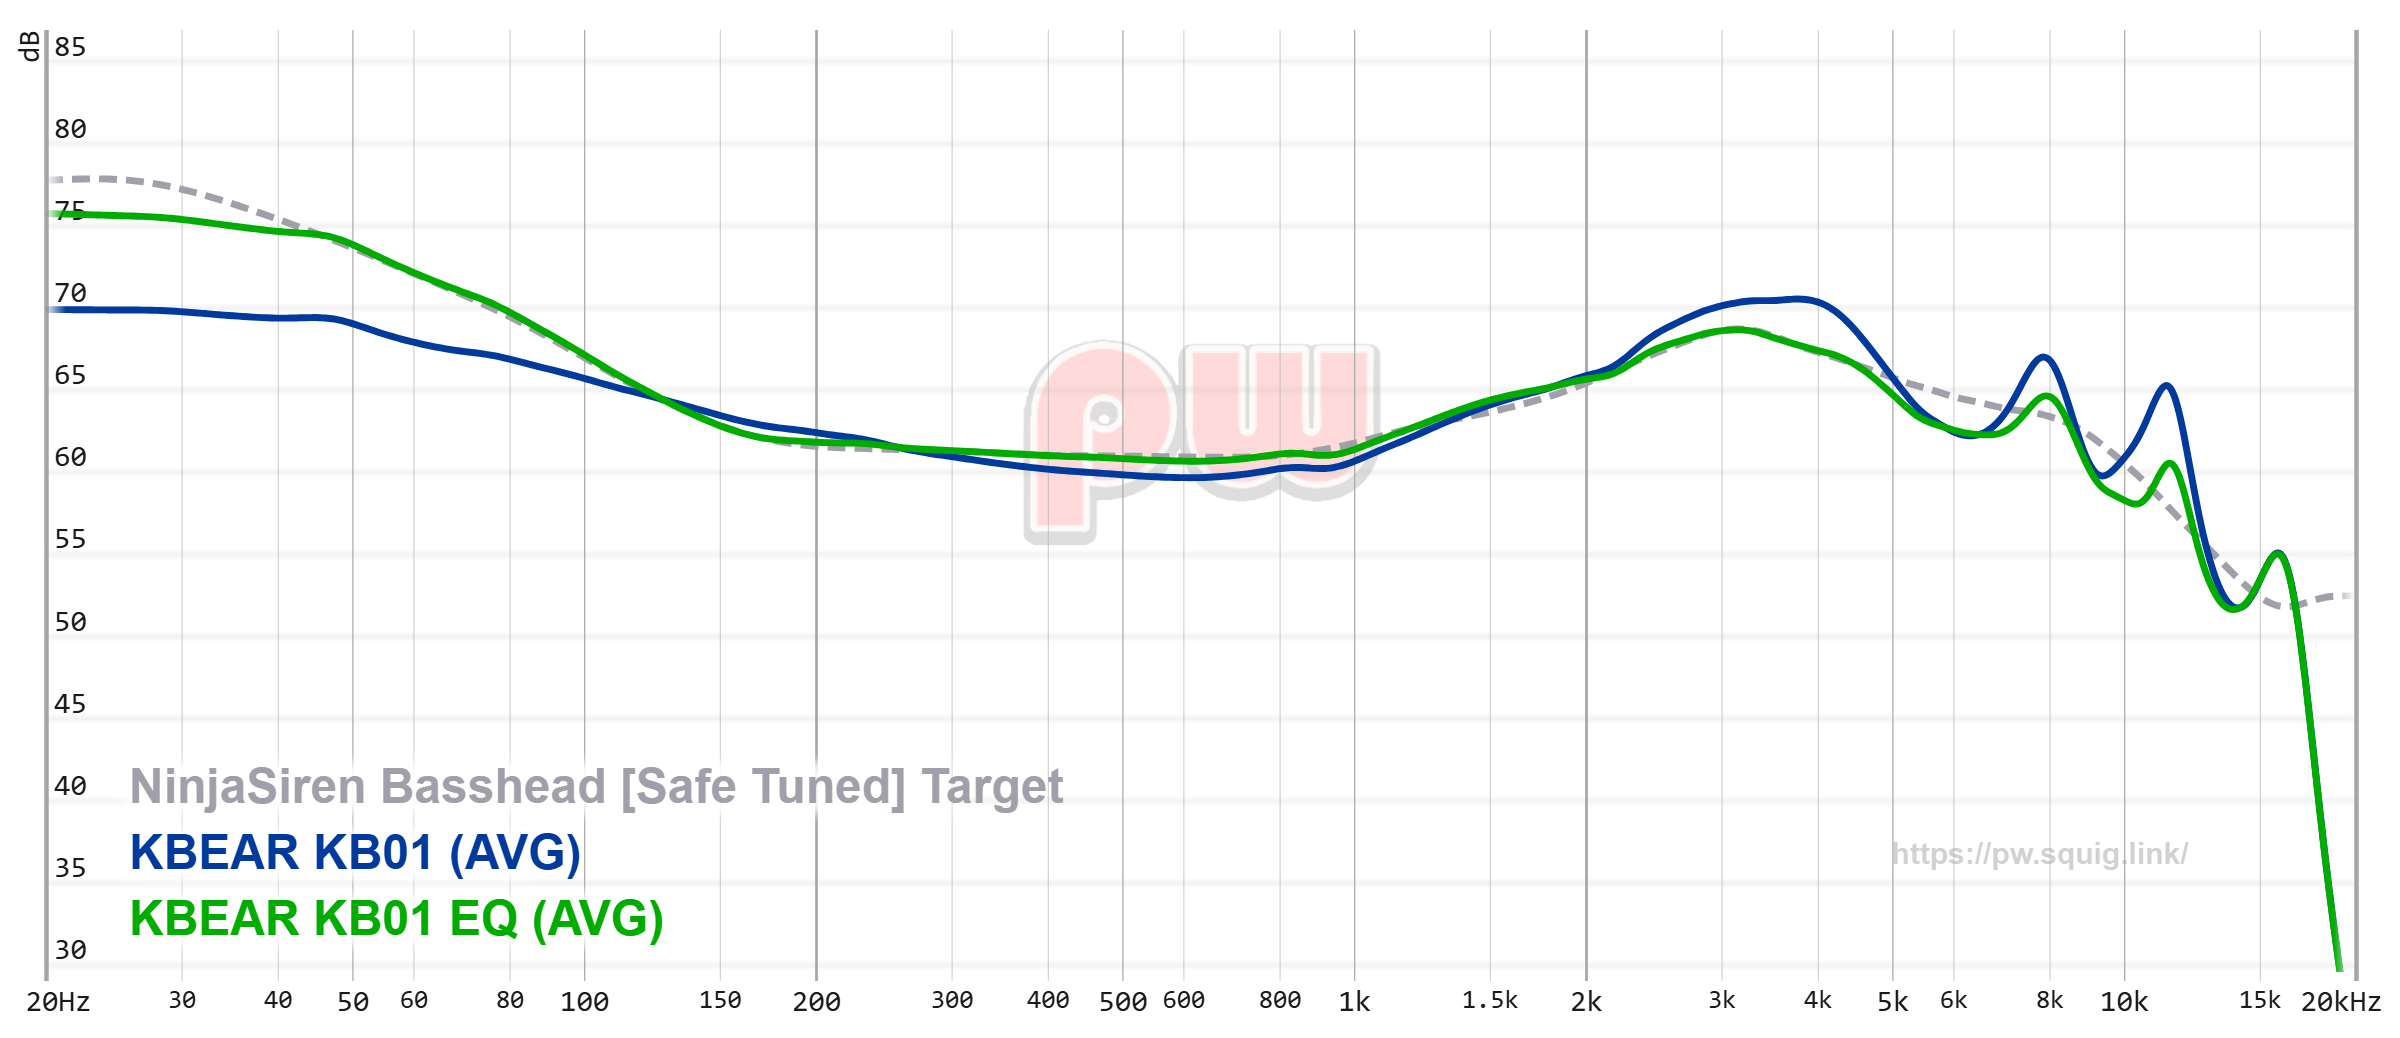 dB
85
80
75
70
65
60
55
50
45
40
35
30
pw
NinjaSiren Basshead [Safe Tuned] Target
KBEAR KB01 (AVG)
KBEAR KB01 EQ (AVG)
https://pw.squig.link/
20Hz 30 40 50 60 80 100 150 200 300 400 500 600 800 1k 1.5k 2k 3k 4k 5k 6k 8k 10k 15k 20kHz